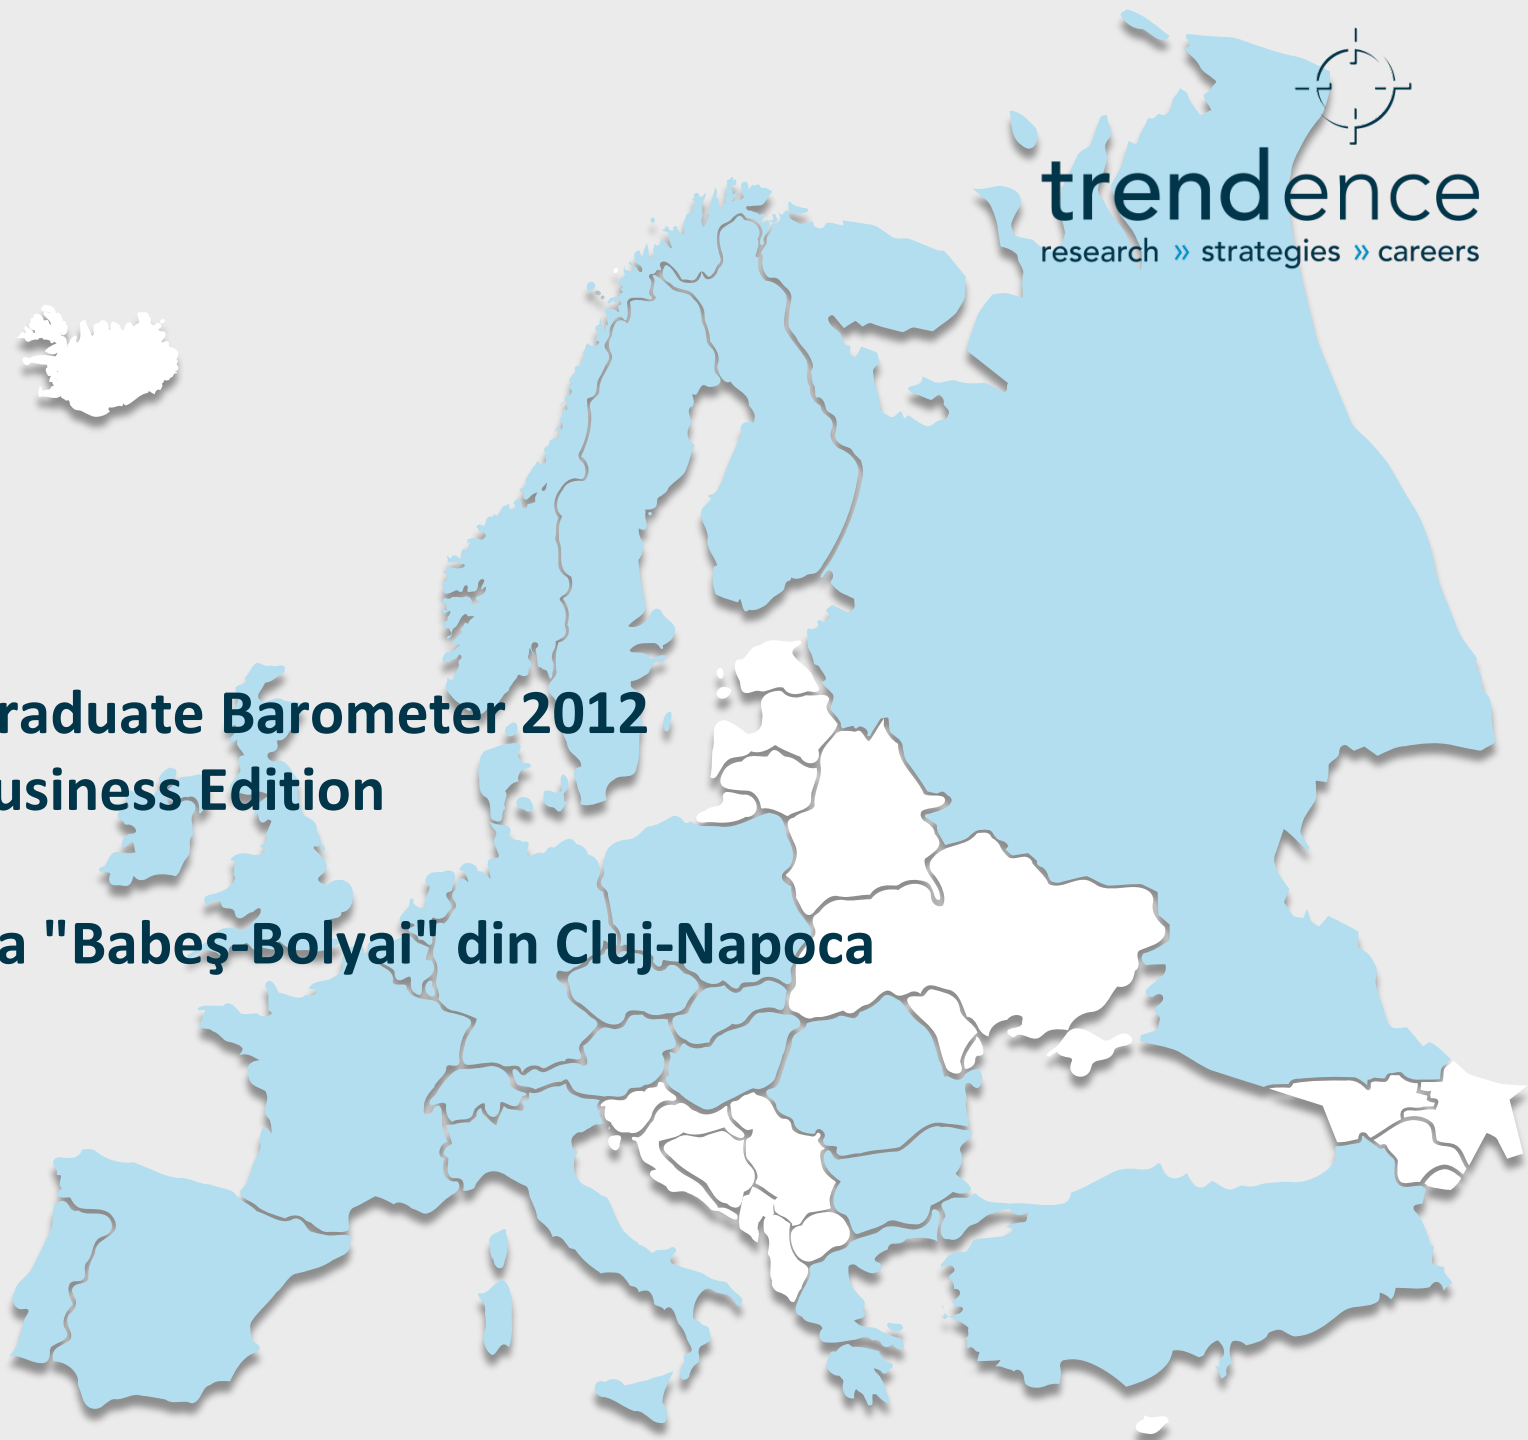 trendence
research » strategies » careers
raduate Barometer 2012
usiness Edition
a "Babeş-Bolyai" din Cluj-Napoca